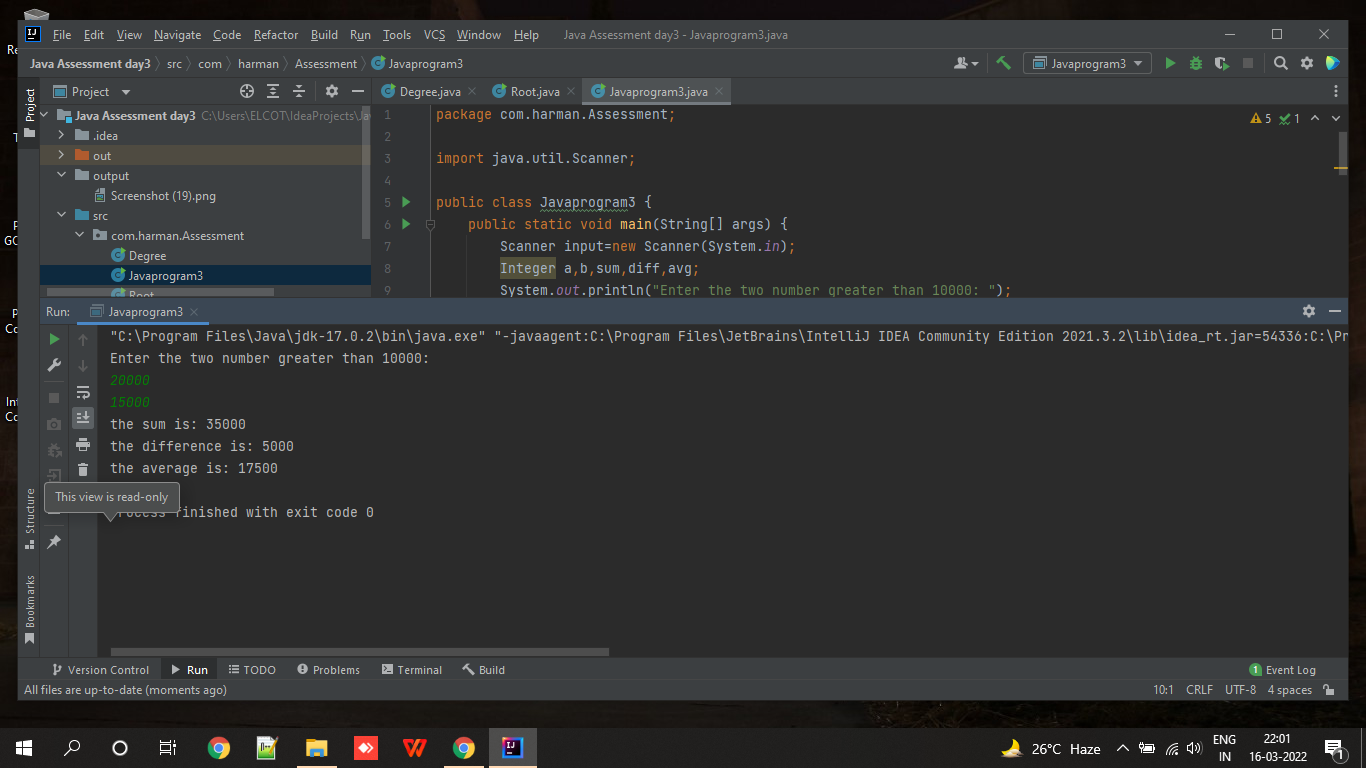 Re
IJ File Edit View Navigate Code Refactor Build Run Tools VCS Window Help Java Assessment day3 - Javaprogram3.java
Java Assessment day3 src com harman Assessment Javaprogram3 Javaprogram3
Project
Project
Degree.java Root.java Javaprogram3.java
Java Assessment day3 C:\Users\ELCOT\IdeaProjects\Ja
.idea
out
output
Screenshot (19).png
src
com.harman.Assessment
Degree
Javaprogram3
Root
5 1
1 package com.harman.Assessment;
2
3 import java.util.Scanner;
4
5 public class Javaprogram3 {
6 public static void main(String[] args) {
7 Scanner input=new Scanner(System.in);
8 Integer a,b,sum,diff,avg;
9 System.out.println("Enter the two number greater than 10000: ");
Run: Javaprogram3
"C:\Program Files\Java\jdk-17.0.2\bin\java.exe" "-javaagent:C:\Program Files\JetBrains\IntelliJ IDEA Community Edition 2021.3.2\lib\idea_rt.jar=54336:C:\Pr
Enter the two number greater than 10000:
20000
15000
the sum is: 35000
the difference is: 5000
the average is: 17500
This view is read-only
Process finished with exit code 0
Structure
Bookmarks
Version Control Run TODO Problems Terminal Build 1 Event Log
All files are up-to-date (moments ago) 10:1 CRLF UTF-8 4 spaces
26°C Haze ENG 22:01
IN 16-03-2022 1